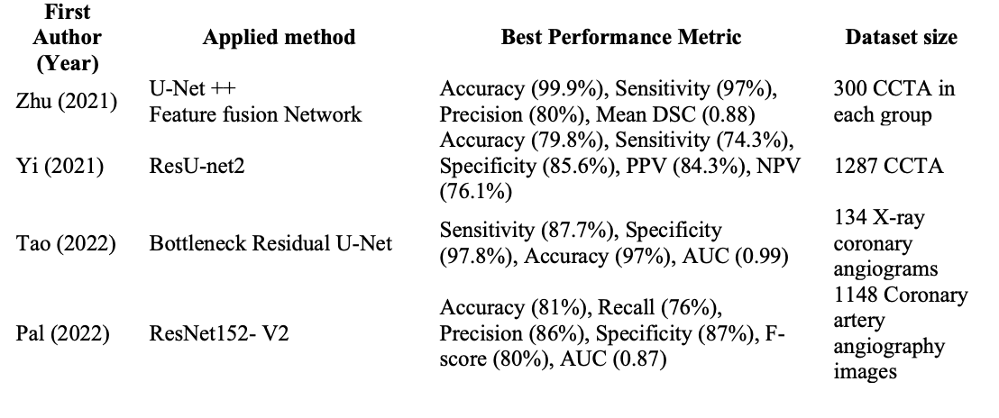 First
Author
(Year)
Applied method
Best Performance Metric
Dataset size
Zhu (2021)
U-Net ++
Feature fusion Network
Accuracy (99.9%), Sensitivity (97%),
Precision (80%), Mean DSC (0.88)
300 CCTA in
each group
Yi (2021)
ResU-net2
Accuracy (79.8%), Sensitivity (74.3%),
Specificity (85.6%), PPV (84.3%), NPV
(76.1%)
1287 CCTA
Tao (2022)
Bottleneck Residual U-Net
Sensitivity (87.7%), Specificity
(97.8%), Accuracy (97%), AUC (0.99)
134 X-ray
coronary
angiograms
Pal (2022)
ResNet152- V2
Accuracy (81%), Recall (76%),
Precision (86%), Specificity (87%), F-
score (80%), AUC (0.87)
1148 Coronary
artery
angiography
images